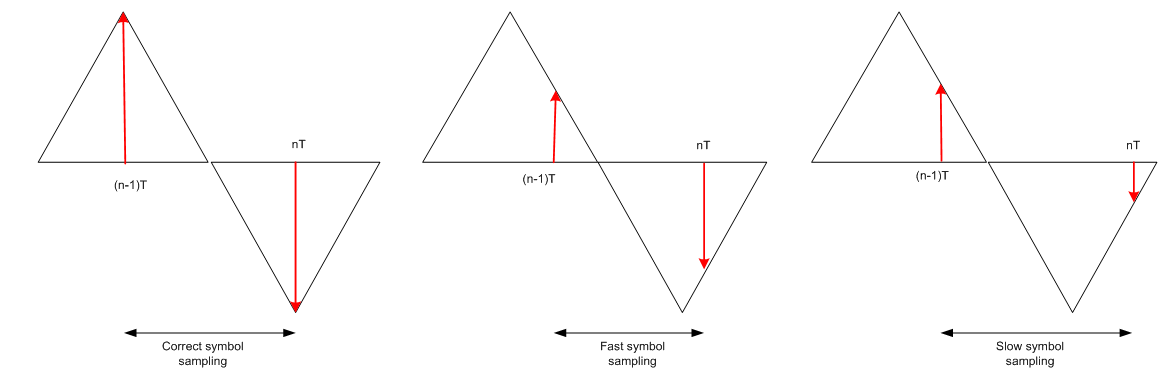 nT
(n-1)T
Correct symbol
sampling
nT
(n-1)T
Fast symbol
sampling
nT
(n-1)T
Slow symbol
sampling